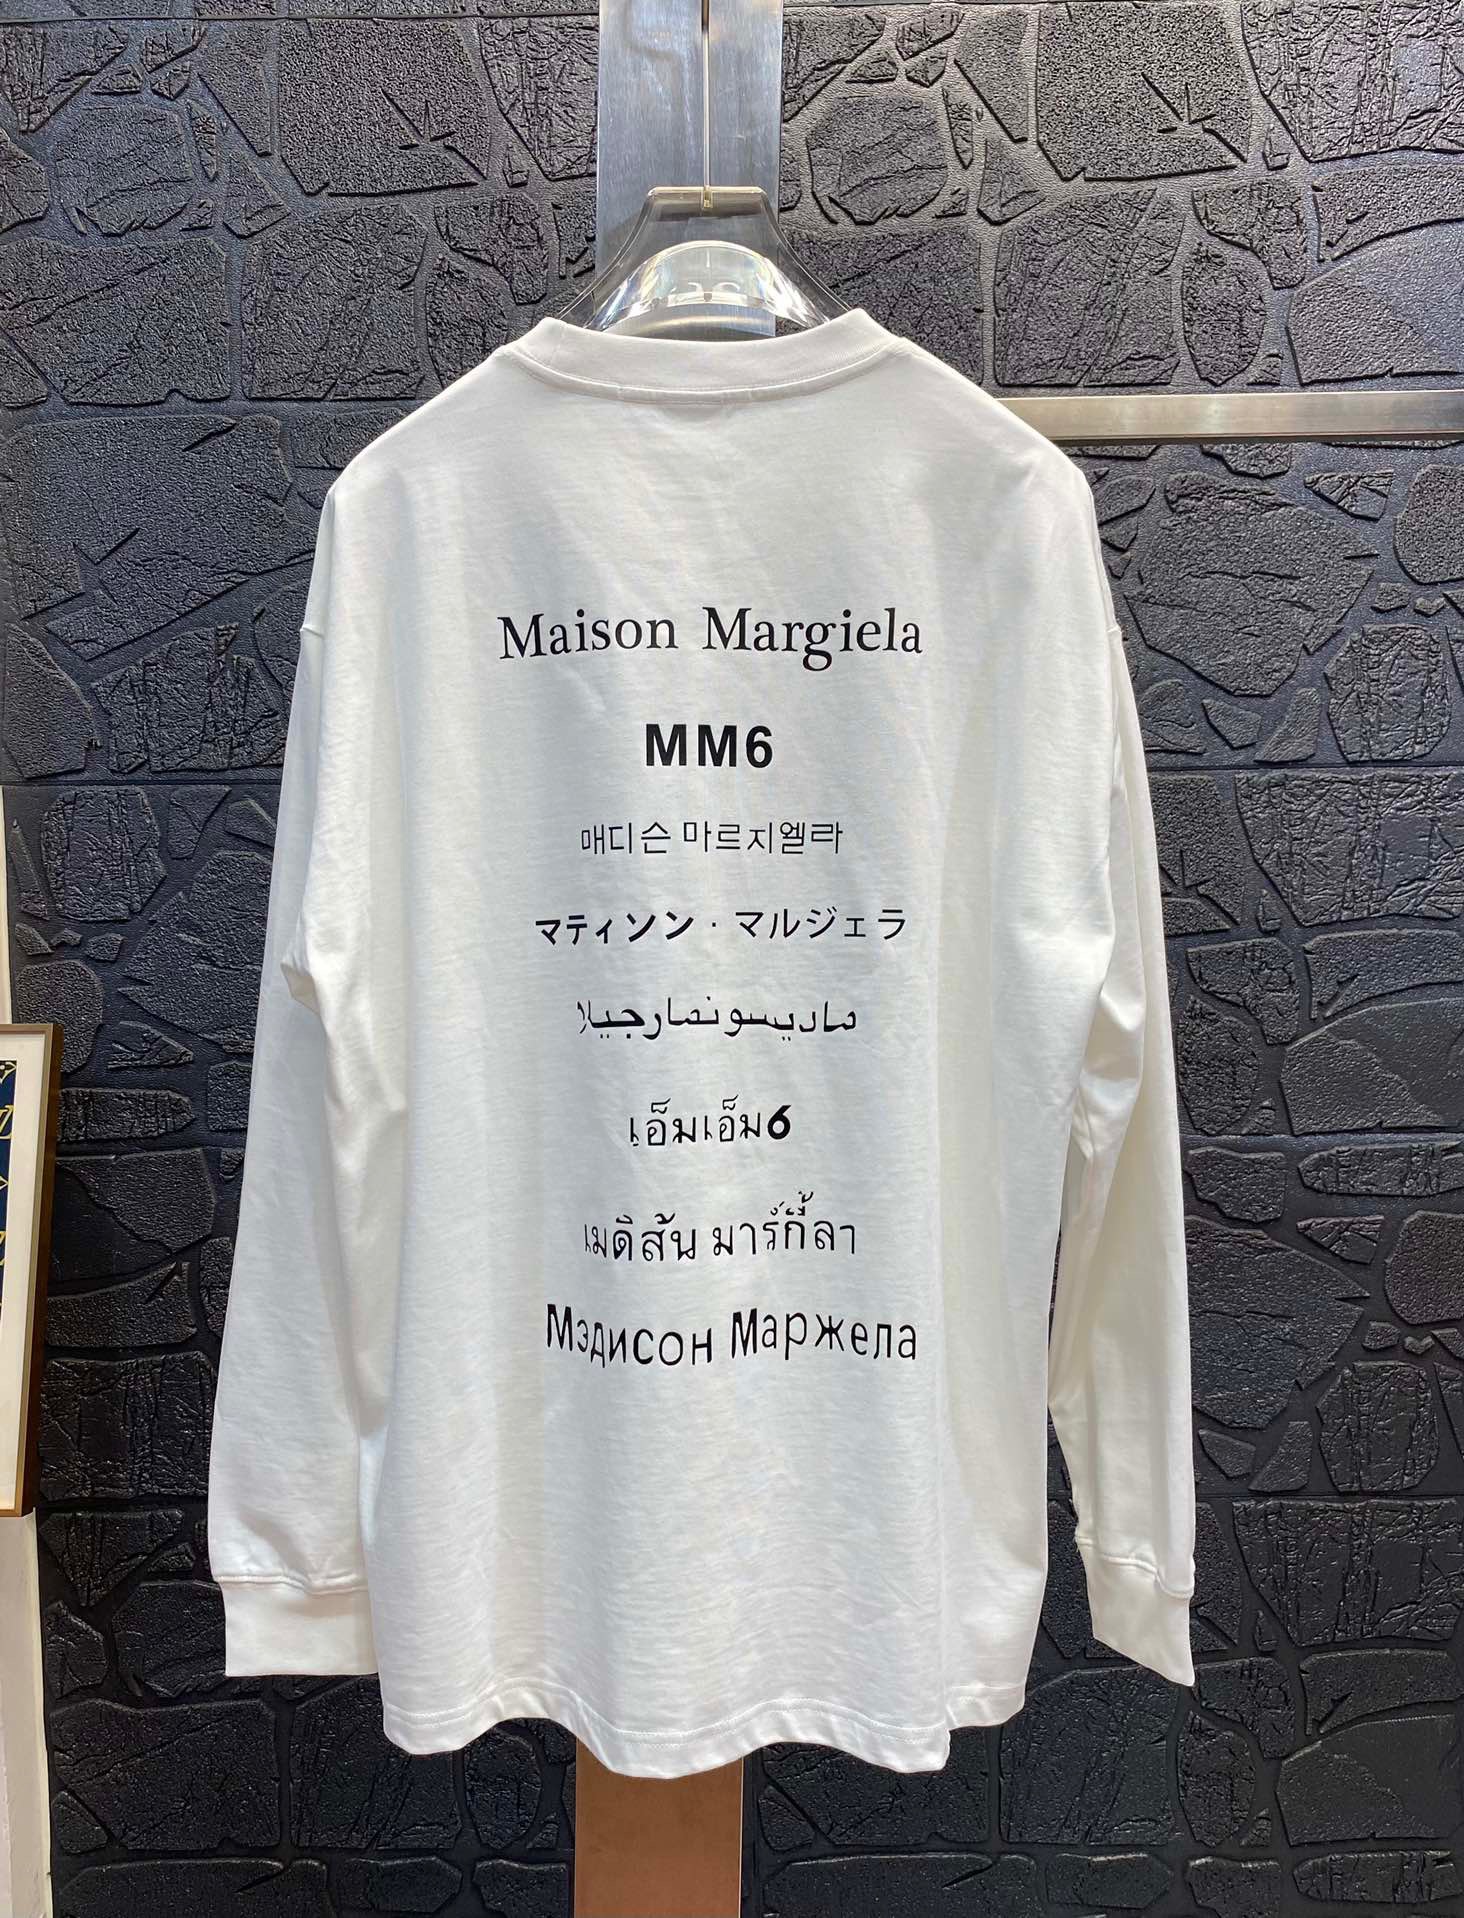 Maison Margiela
MM6
매디슨 마르지엘라
マティソン・マルジェラ
ماديسونمارجيلا
เอ็มเอ็ม6
เมดิสัน มาร์กี้ลา
Мэдисон Маржела